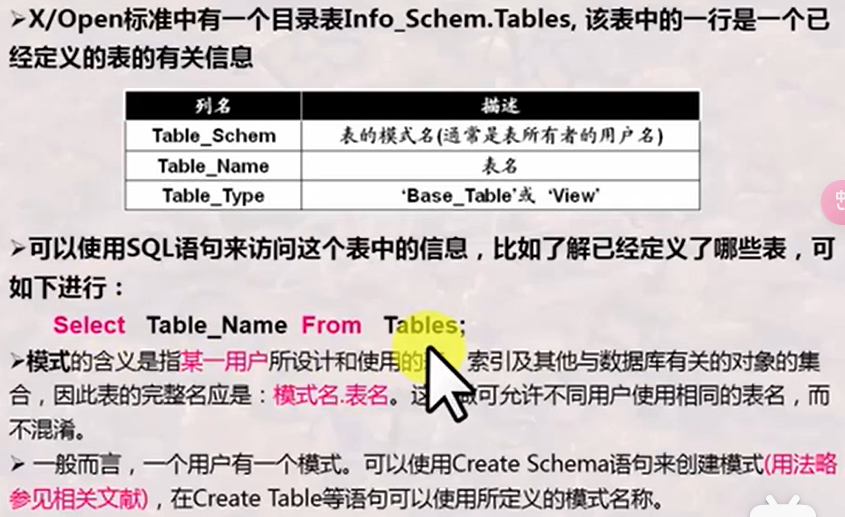 ➢X/Open标准中有一个目录表Info_Schem.Tables, 该表中的一行是一个已
经定义的表的有关信息
列名 描述
Table_Schem 表的模式名(通常是表所有者的用户名)
Table_Name 表名
Table_Type ‘Base_Table’或 ‘View’
➢可以使用SQL语句来访问这个表中的信息，比如了解已经定义了哪些表，可
如下进行：
Select Table_Name From Tables;
➢模式的含义是指某一用户所设计和使用的 索引及其他与数据库有关的对象的集
合，因此表的完整名应是：模式名.表名。这 可允许不同用户使用相同的表名，而
不混淆。
➢ 一般而言，一个用户有一个模式。可以使用Create Schema语句来创建模式(用法略
参见相关文献)，在Create Table等语句可以使用所定义的模式名称。